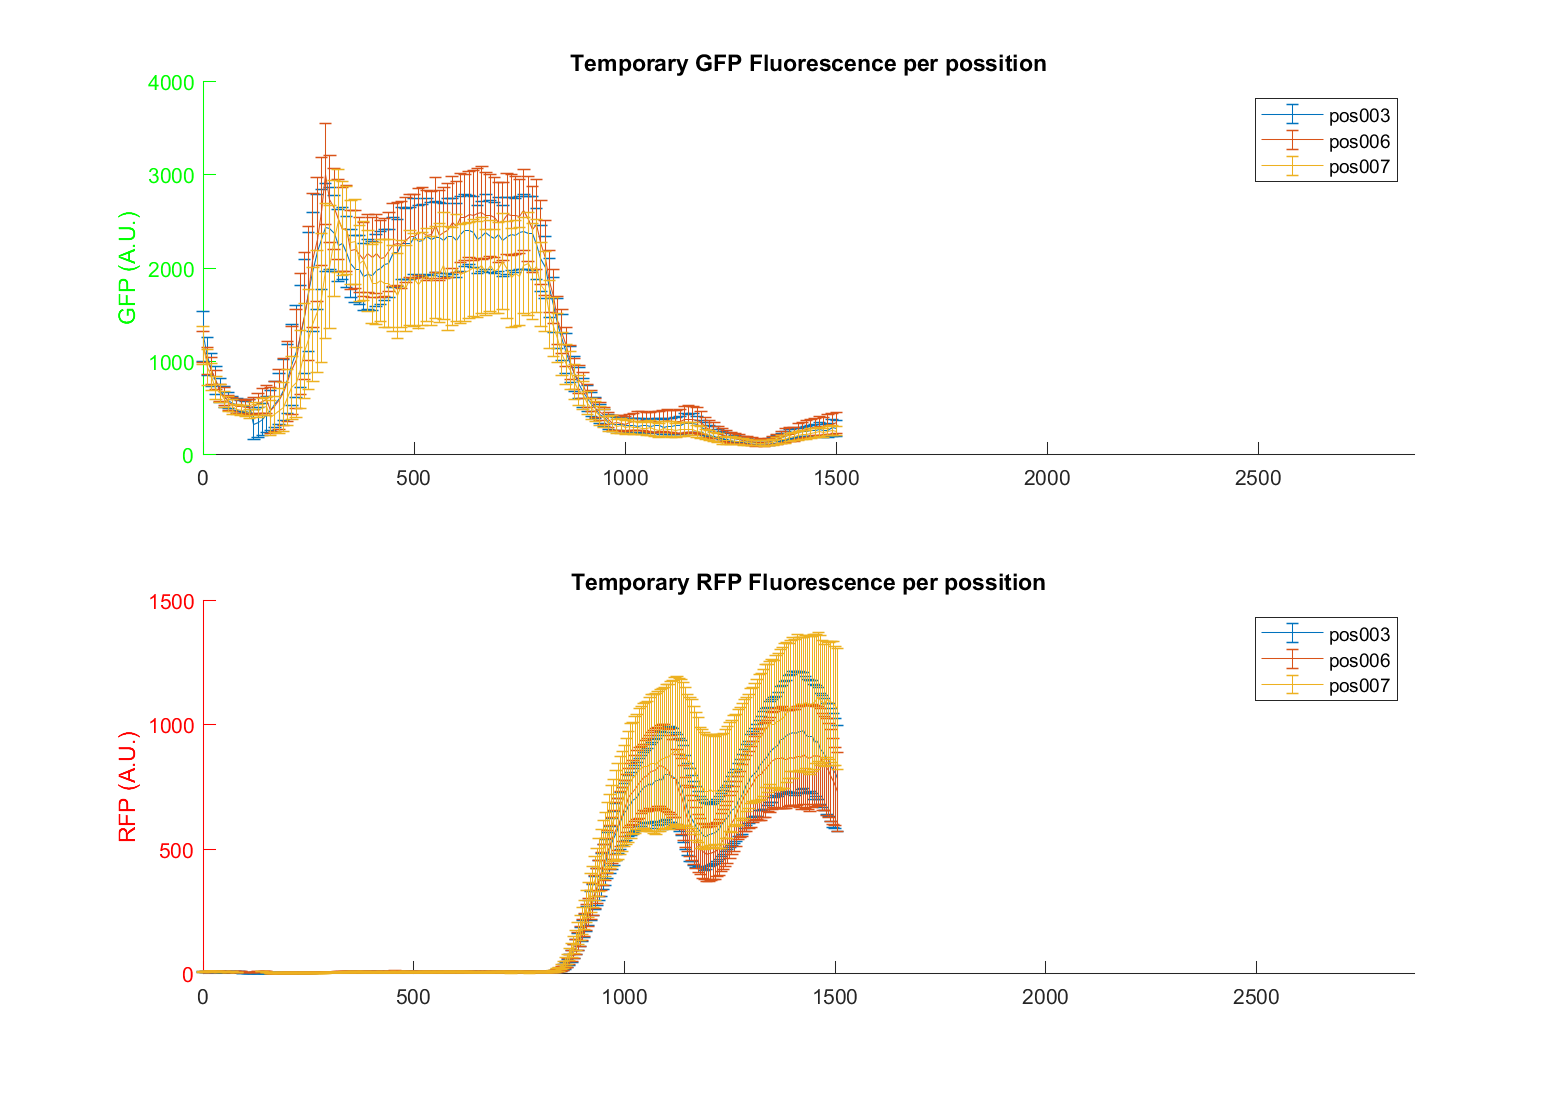 Temporary GFP Fluorescence per possition
4000
3000
2000
1000
0
GFP (A.U.)
0 500 1000 1500 2000 2500
pos003
pos006
pos007
Temporary RFP Fluorescence per possition
1500
1000
500
0
RFP (A.U.)
0 500 1000 1500 2000 2500
pos003
pos006
pos007